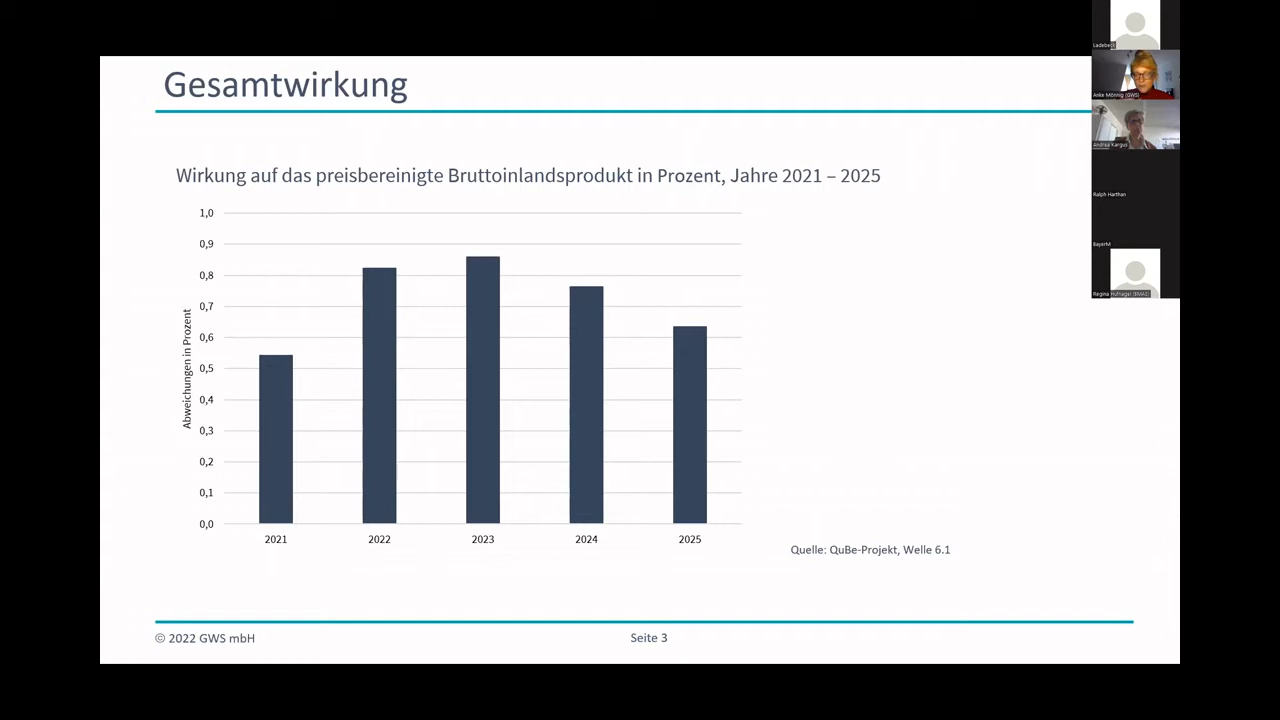 Gesamtwirkung
Wirkung auf das preisbereinigte Bruttoinlandsprodukt in Prozent, Jahre 2021 – 2025
Abweichungen in Prozent
1,0
0,9
0,8
0,7
0,6
0,5
0,4
0,3
0,2
0,1
0,0
2021
2022
2023
2024
2025
Quelle: QuBe-Projekt, Welle 6.1
© 2022 GWS mbH
Seite 3
Ladebeck
Anke Mönnig (GWS)
Andrea Kargus
Ralph Harthan
BayerM
Regina